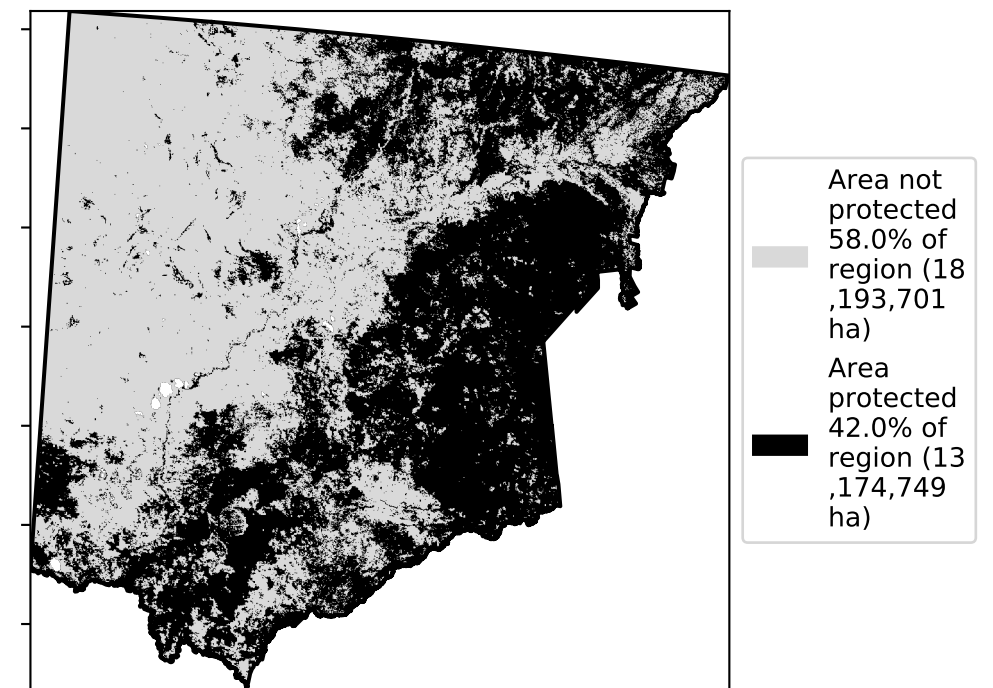 Area not
protected
58.0% of
region (18
,193,701
ha)
Area
protected
42.0% of
region (13
,174,749
ha)